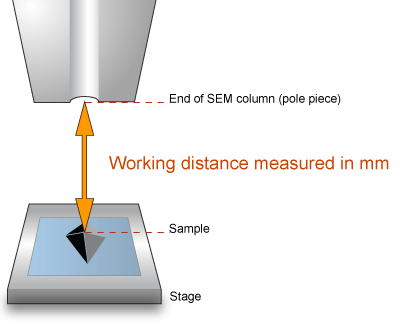 End of SEM column (pole piece)
Working distance measured in mm
Sample
Stage